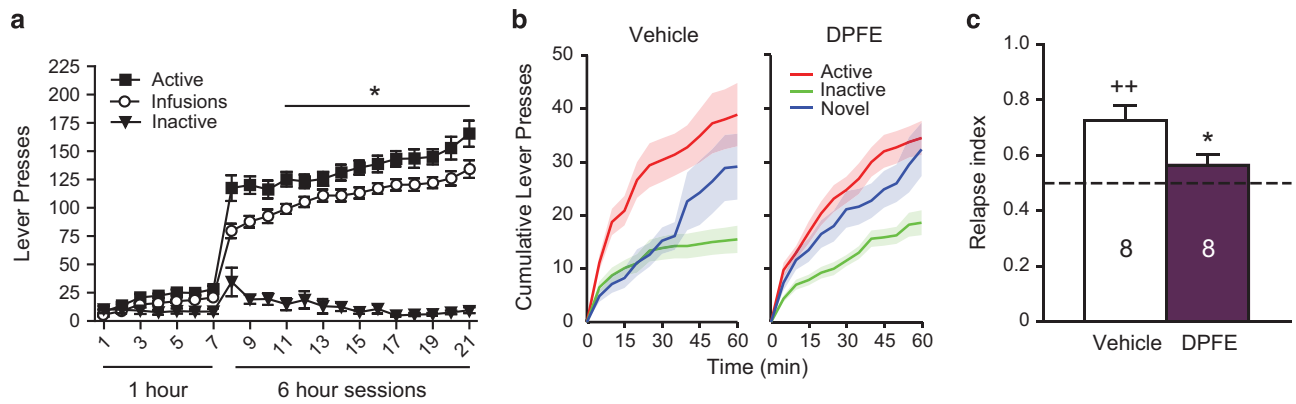 a
Lever Presses
225
200
175
150
125
100
75
50
25
0
Active
Infusions
Inactive
*
1 3 5 7 9 11 13 15 17 19 21
1 hour
6 hour sessions
b
Vehicle
DPFE
Cumulative Lever Presses
50
40
30
20
10
0
Active
Inactive
Novel
0 15 30 45 60
0 15 30 45 60
Time (min)
c
Relapse index
1.0
0.8
0.6
0.4
0.2
0
++
*
8
8
Vehicle
DPFE